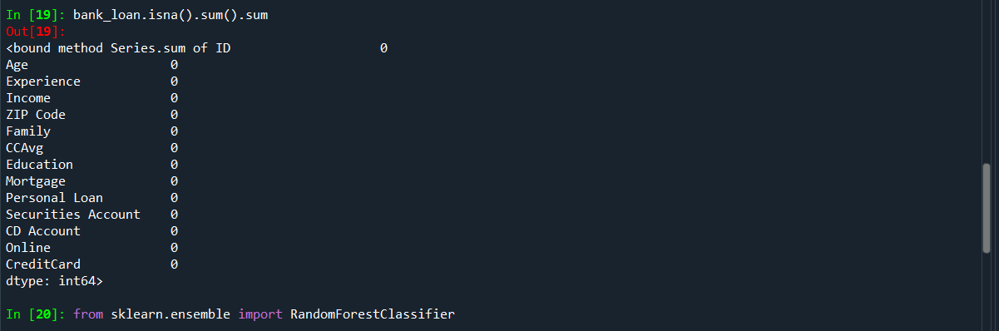 In [19]: bank_loan.isna().sum().sum
Out[19]:
<bound method Series.sum of ID                    0
Age                   0
Experience            0
Income                0
ZIP Code              0
Family                0
CCAvg                 0
Education             0
Mortgage              0
Personal Loan         0
Securities Account    0
CD Account            0
Online                0
CreditCard            0
dtype: int64>
In [20]: from sklearn.ensemble import RandomForestClassifier